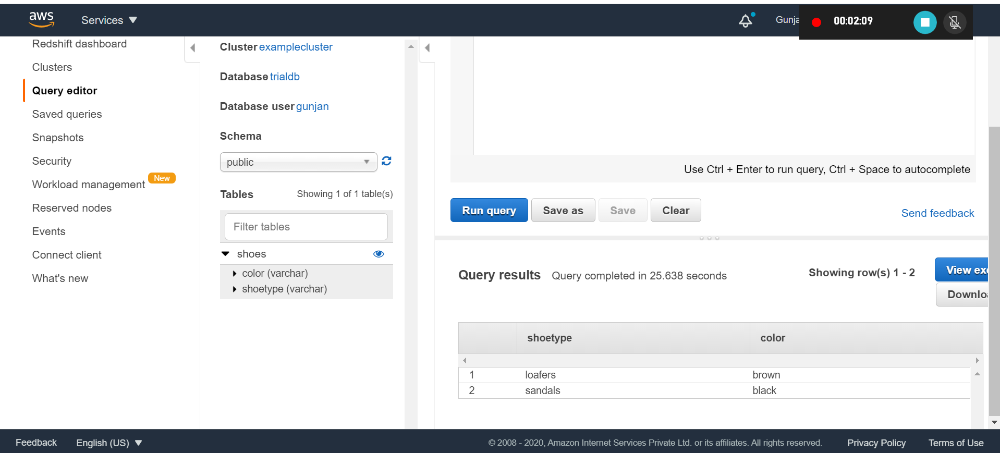 aws
Services
Gunja
00:02:09
Redshift dashboard
Clusters
Query editor
Saved queries
Snapshots
Security
Workload management New
Reserved nodes
Events
Connect client
What's new
Cluster examplecluster
Database trialdb
Database user gunjan
Schema
public
Tables Showing 1 of 1 table(s)
Filter tables
shoes
color (varchar)
shoetype (varchar)
Use Ctrl + Enter to run query, Ctrl + Space to autocomplete
Run query Save as Save Clear
Send feedback
Query results Query completed in 25.638 seconds Showing row(s) 1 - 2
View exe
Downloa
shoetype color
1 loafers brown
2 sandals black
Feedback English (US) © 2008 - 2020, Amazon Internet Services Private Ltd. or its affiliates. All rights reserved. Privacy Policy Terms of Use